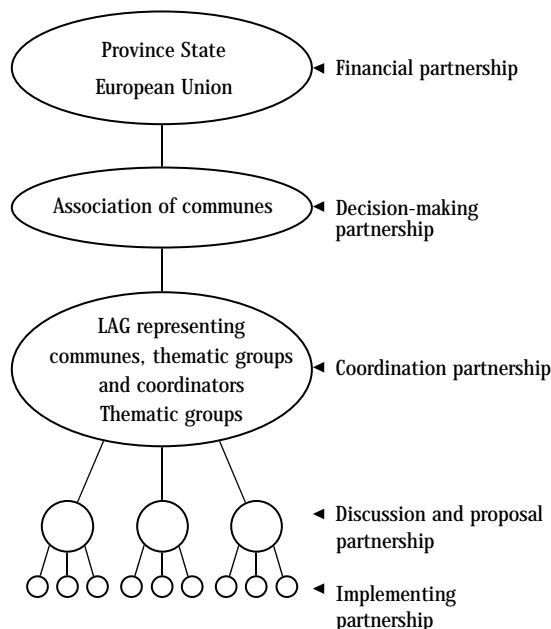 Province State
European Union
◄ Financial partnership
Association of communes
◄ Decision-making
partnership
LAG representing
communes, thematic groups
and coordinators
Thematic groups
◄ Coordination partnership
◄ Discussion and proposal
partnership
◄ Implementing
partnership